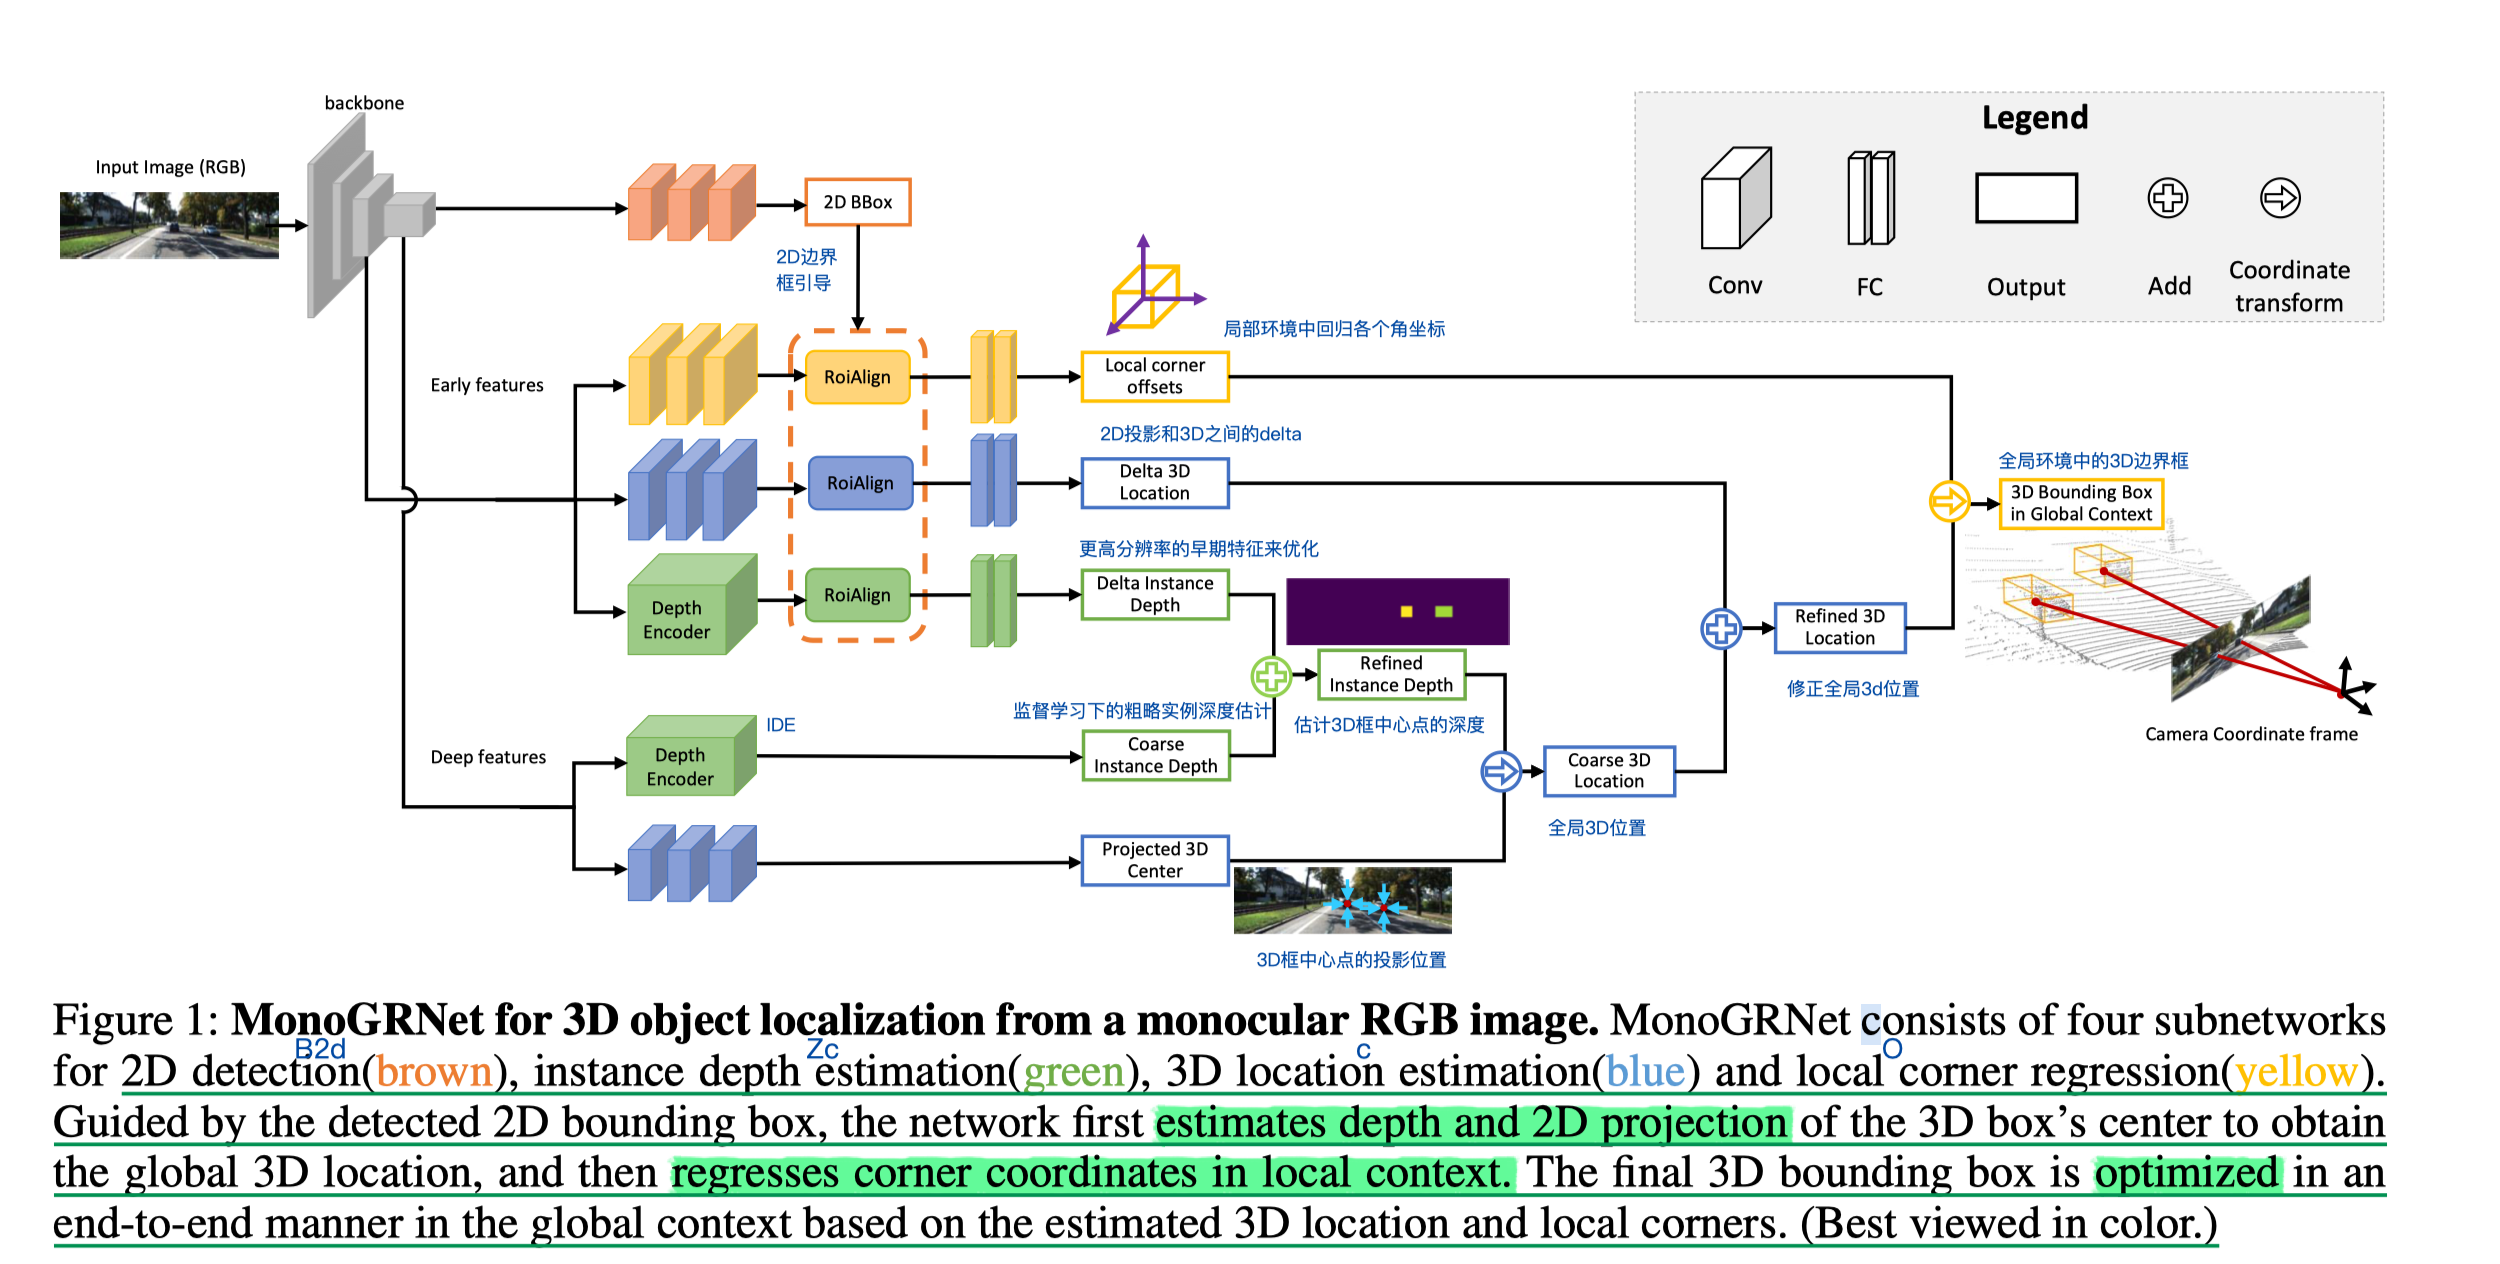 backbone
Input Image (RGB)
2D BBox
2D边界
框引导
Legend
Conv
FC
Output
Add
Coordinate
transform
局部环境中回归各个角坐标
Early features
RoiAlign
Local corner
offsets
2D投影和3D之间的delta
RoiAlign
Delta 3D
Location
全局环境中的3D边界框
3D Bounding Box
in Global Context
更高分辨率的早期特征来优化
Depth
Encoder
RoiAlign
Delta Instance
Depth
Refined
Instance Depth
Refined 3D
Location
修正全局3d位置
监督学习下的粗略实例深度估计
估计3D框中心点的深度
Camera Coordinate frame
Deep features
IDE
Depth
Encoder
Coarse
Instance Depth
Coarse 3D
Location
全局3D位置
Projected 3D
Center
3D框中心点的投影位置
Figure 1: MonoGRNet for 3D object localization from a monocular RGB image. MonoGRNet consists of four subnetworks
B2d Zc c O
for 2D detection(brown), instance depth estimation(green), 3D location estimation(blue) and local corner regression(yellow).
Guided by the detected 2D bounding box, the network first estimates depth and 2D projection of the 3D box's center to obtain
the global 3D location, and then regresses corner coordinates in local context. The final 3D bounding box is optimized in an
end-to-end manner in the global context based on the estimated 3D location and local corners. (Best viewed in color.)